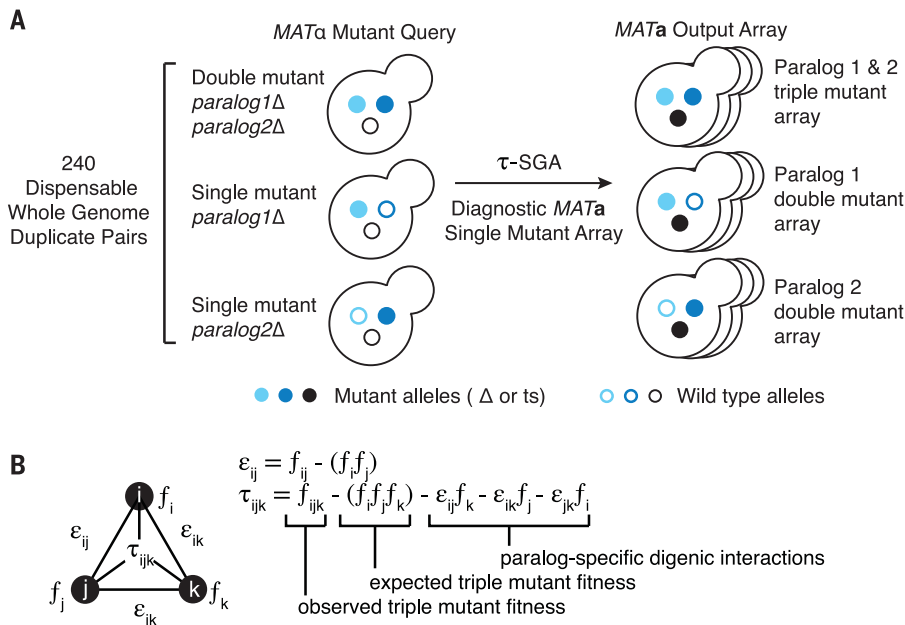 A
MATα Mutant Query
MATa Output Array
240
Dispensable
Whole Genome
Duplicate Pairs
Double mutant
paralog1Δ
paralog2Δ
Single mutant
paralog1Δ
Single mutant
paralog2Δ
τ-SGA
Diagnostic MATa
Single Mutant Array
Paralog 1 & 2
triple mutant
array
Paralog 1
double mutant
array
Paralog 2
double mutant
array
Mutant alleles ( Δ or ts)
Wild type alleles
B
i
f_i
ε_ij
ε_ik
τ_ijk
f_j
j
k
f_k
ε_ik
ε_ij = f_ij - (f_i f_j)
τ_ijk = f_ijk - (f_i f_j f_k) - ε_ij f_k - ε_ik f_j - ε_jk f_i
paralog-specific digenic interactions
expected triple mutant fitness
observed triple mutant fitness